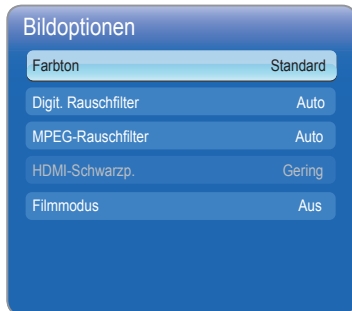 Bildoptionen
Farbton Standard
Digit. Rauschfilter Auto
MPEG-Rauschfilter Auto
HDMI-Schwarzp. Gering
Filmmodus Aus